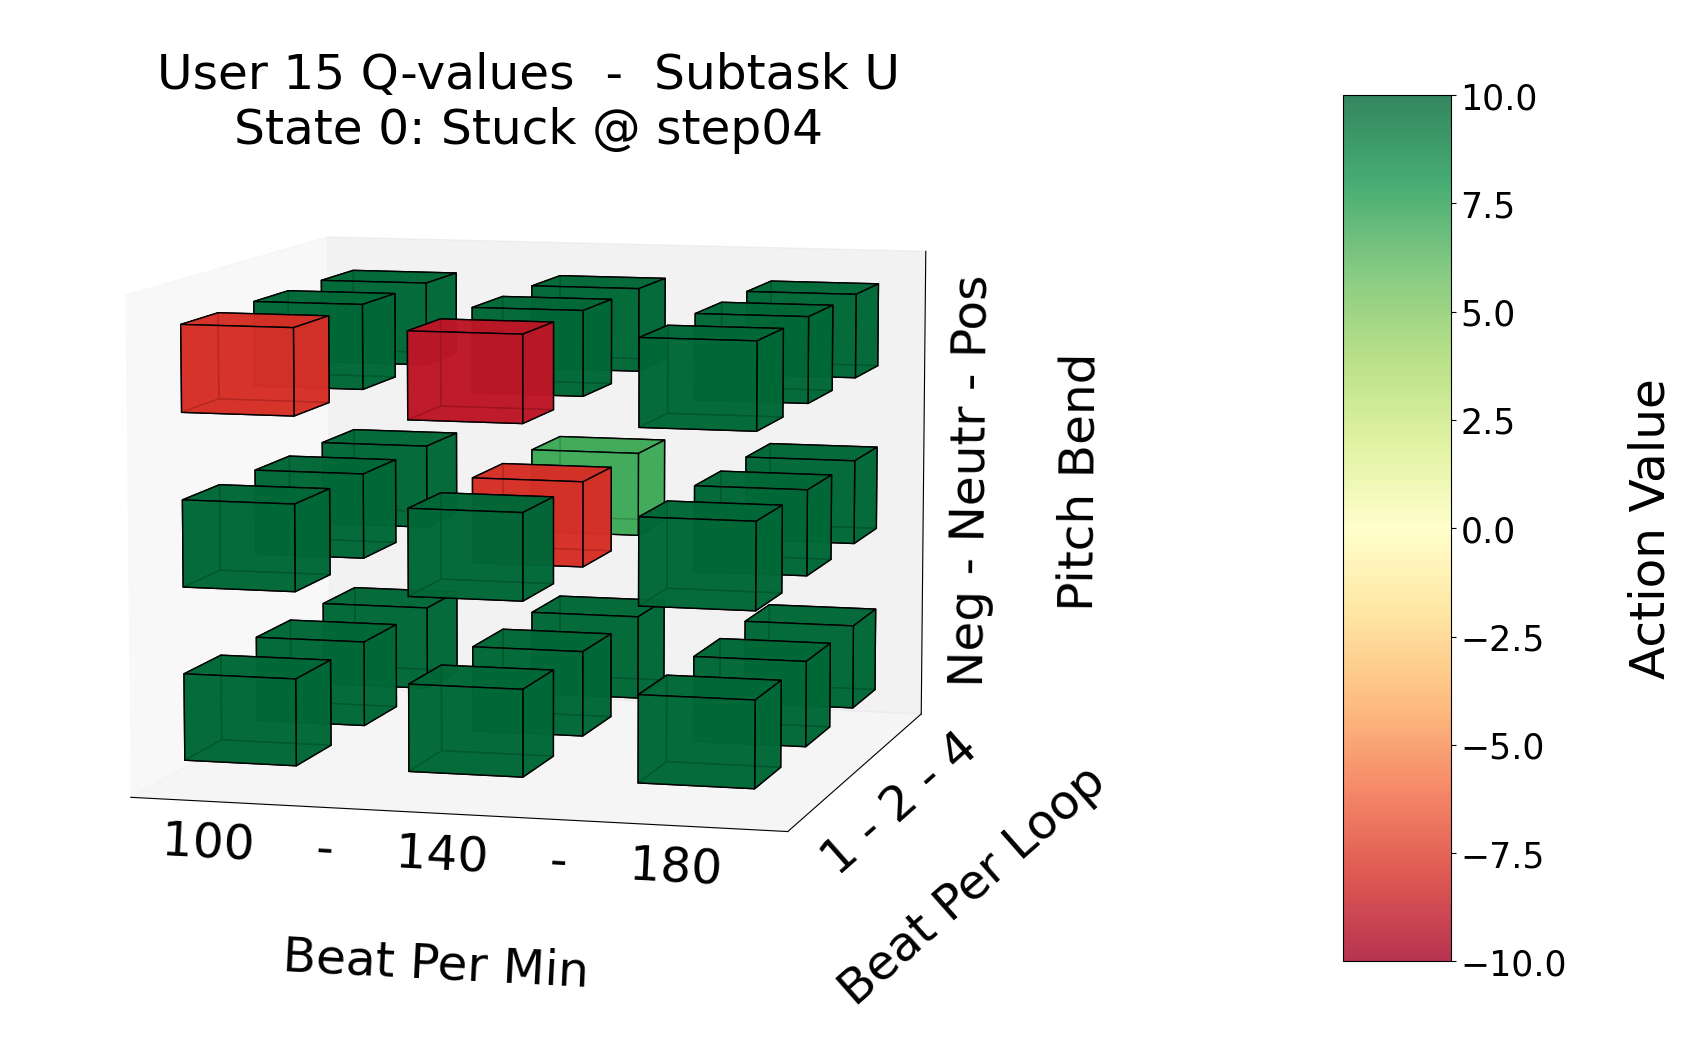 User 15 Q-values  -  Subtask U
State 0: Stuck @ step04
Neg - Neutr - Pos
Pitch Bend
1 - 2 - 4
Beat Per Loop
100    -    140    -    180
Beat Per Min
10.0
7.5
5.0
2.5
0.0
−2.5
−5.0
−7.5
−10.0
Action Value